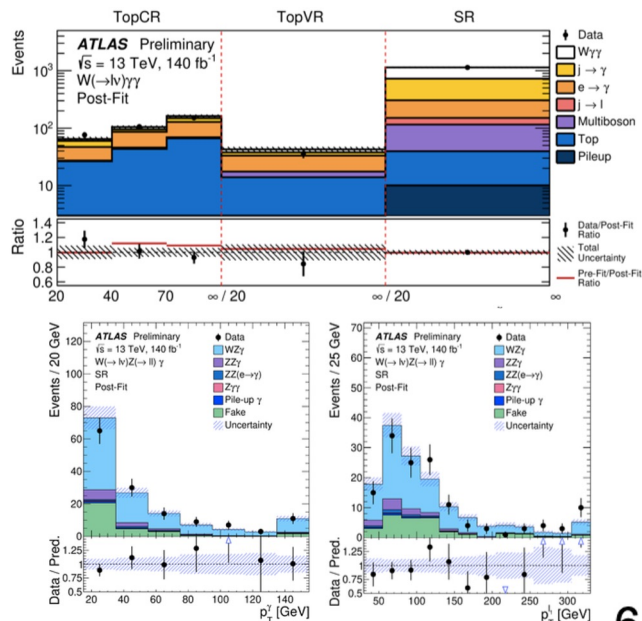 TopCR TopVR SR
Events
ATLAS Preliminary
√s = 13 TeV, 140 fb⁻¹
W(→lν)γγ
Post-Fit
10³
10²
10
Data
Wγγ
j → γ
e → γ
j → l
Multiboson
Top
Pileup
Ratio
1.4
1.2
1.0
0.8
0.6
Data/Post-Fit
Ratio
Total
Uncertainty
Pre-Fit/Post-Fit
Ratio
20 40 70 ∞ / 20 ∞ / 20 ∞
Events / 20 GeV
120
100
80
60
40
20
0
ATLAS Preliminary
√s = 13 TeV, 140 fb⁻¹
W(→ lν)Z(→ ll) γ
SR
Post-Fit
Data
WZγ
ZZγ
ZZ(e→γ)
Zγγ
Pile-up γ
Fake
Uncertainty
Data / Pred.
1.25
1
0.75
0.5
20 40 60 80 100 120 140
p_T^γ [GeV]
Events / 25 GeV
70
60
50
40
30
20
10
0
ATLAS Preliminary
√s = 13 TeV, 140 fb⁻¹
W(→ lν)Z(→ ll) γ
SR
Post-Fit
Data
WZγ
ZZγ
ZZ(e→γ)
Zγγ
Pile-up γ
Fake
Uncertainty
Data / Pred.
1.25
1
0.75
0.5
50 100 150 200 250 300
[GeV]